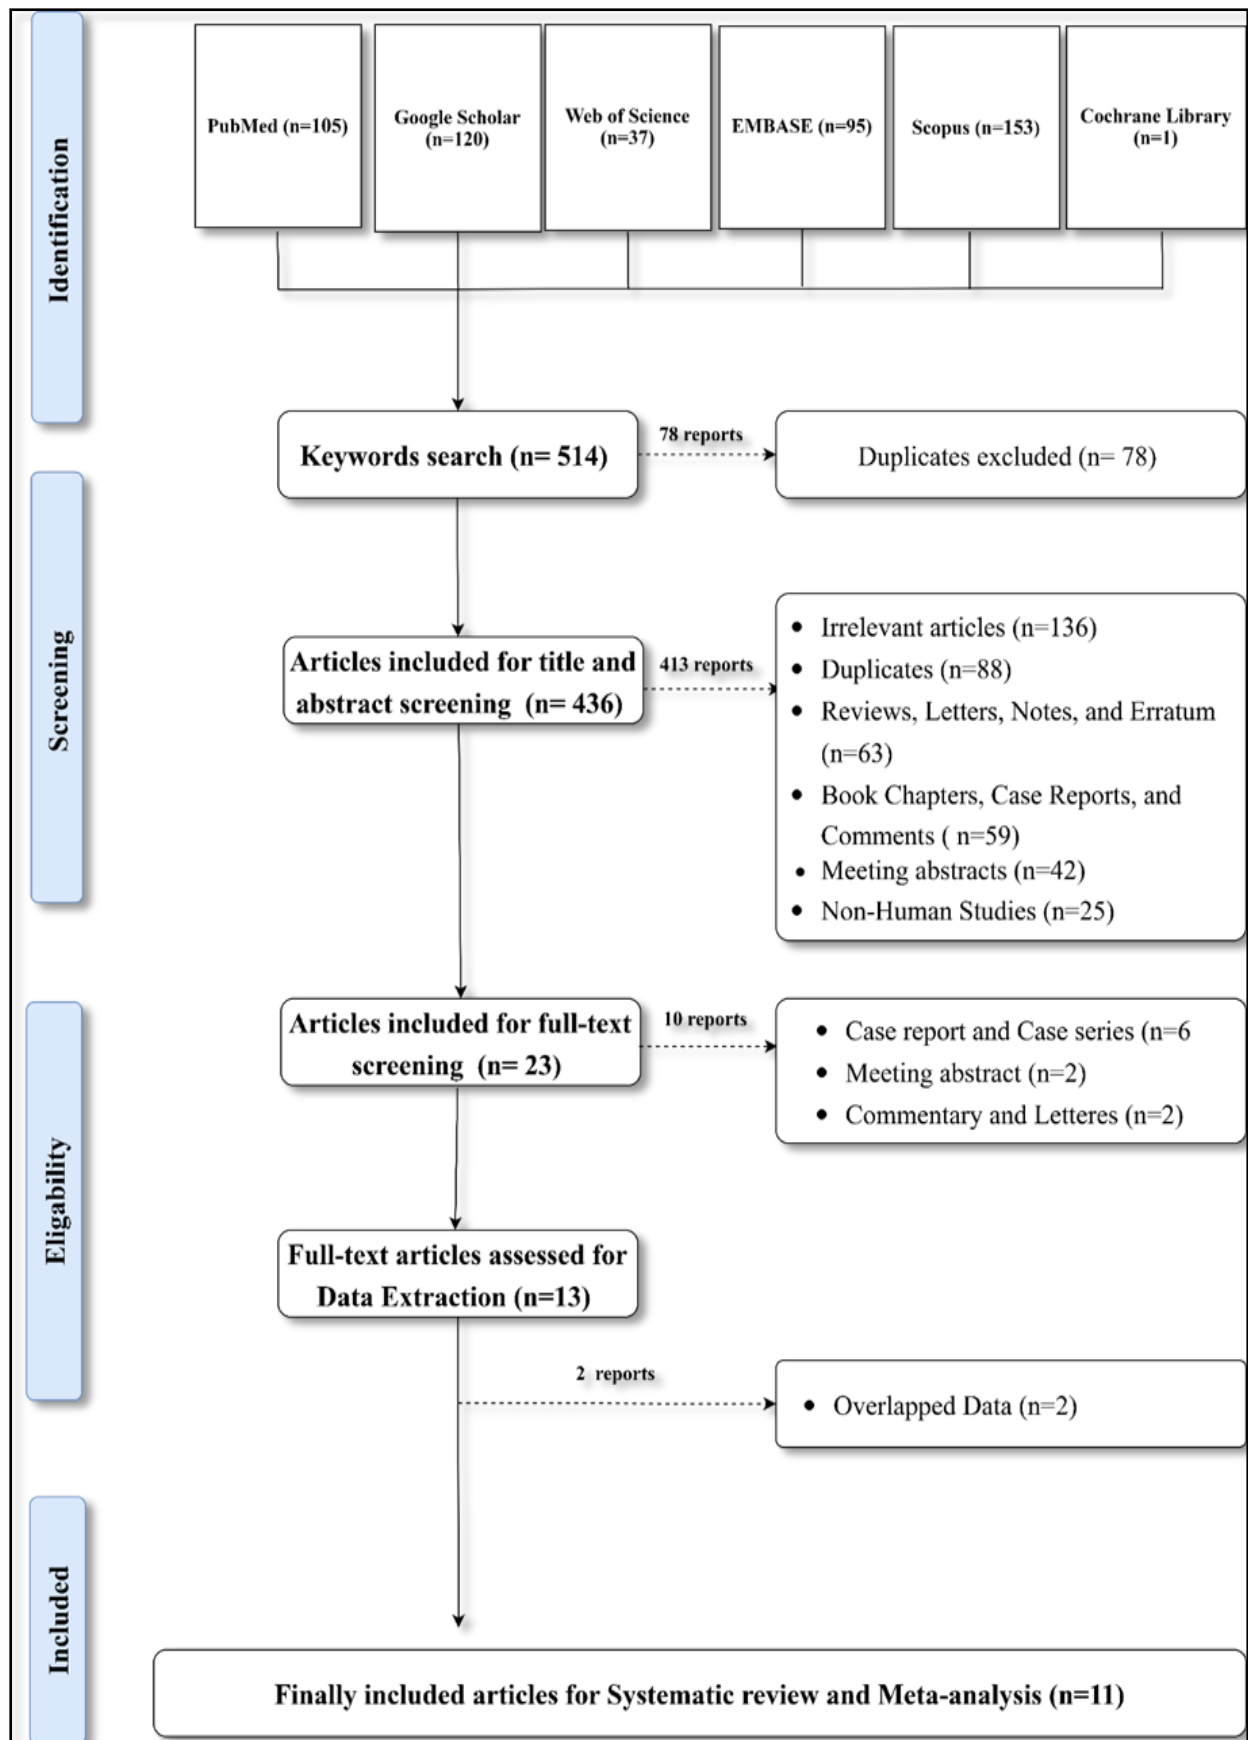 Identification
PubMed (n=105)
Google Scholar
(n=120)
Web of Science
(n=37)
EMBASE (n=95)
Scopus (n=153)
Cochrane Library
(n=1)
Keywords search (n= 514)
78 reports
Duplicates excluded (n= 78)
Screening
Articles included for title and
abstract screening (n= 436)
413 reports
• Irrelevant articles (n=136)
• Duplicates (n=88)
• Reviews, Letters, Notes, and Erratum
(n=63)
• Book Chapters, Case Reports, and
Comments ( n=59)
• Meeting abstracts (n=42)
• Non-Human Studies (n=25)
Eligability
Articles included for full-text
screening (n= 23)
10 reports
• Case report and Case series (n=6
• Meeting abstract (n=2)
• Commentary and Letteres (n=2)
Full-text articles assessed for
Data Extraction (n=13)
2 reports
• Overlapped Data (n=2)
Included
Finally included articles for Systematic review and Meta-analysis (n=11)